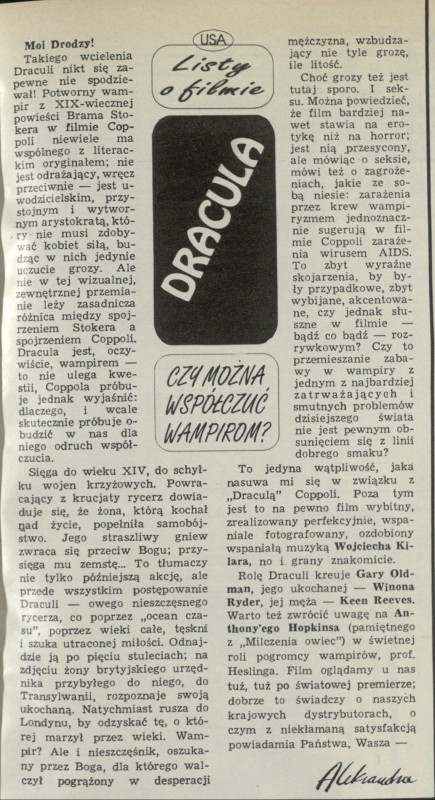 USA
Listy
o filmie
DRACULA
CZY MOŻNA
WSPÓŁCZUĆ
WAMPIROM?
Moi Drodzy!
Takiego wcielenia
Draculi nikt się za-
pewne nie spodzie-
wał! Potworny wam-
pir z XIX-wiecznej
powieści Brama Sto-
kera w filmie Cop-
poli niewiele ma
wspólnego z literac-
kim oryginałem; nie
jest odrażający, wręcz
przeciwnie — jest u-
wodzicielskim, przy-
stojnym i wytwor-
nym arystokratą, któ-
ry nie musi zdoby-
wać kobiet siłą, bu-
dząc w nich jedynie
uczucie grozy. Ale
nie w tej wizualnej,
zewnętrznej przemia-
nie leży zasadnicza
różnica między spoj-
rzeniem Stokera a
spojrzeniem Coppoli.
Dracula jest, oczy-
wiście, wampirem —
to nie ulega kwe-
stii, Coppola próbu-
je jednak wyjaśnić:
dlaczego, i wcale
skutecznie próbuje o-
budzić w nas dla
niego odruch współ-
czucia.
Sięga do wieku XIV, do schył-
ku wojen krzyżowych. Powra-
cający z krucjaty rycerz dowia-
duje się, że żona, którą kochał
nad życie, popełniła samobój-
stwo. Jego straszliwy gniew
zwraca się przeciw Bogu; przy-
sięga mu zemstę... To tłumaczy
nie tylko późniejszą akcję, ale
przede wszystkim postępowanie
Draculi — owego nieszczęsnego
rycerza, co poprzez „ocean cza-
su”, poprzez wieki całe, tęskni
i szuka utraconej miłości. Odnaj-
dzie ją po pięciu stuleciach; na
zdjęciu żony brytyjskiego urzęd-
nika przybyłego do niego, do
Transylwanii, rozpoznaje swoją
ukochaną. Natychmiast rusza do
Londynu, by odzyskać tę, o któ-
rej marzył przez wieki. Wam-
pir? Ale i nieszczęśnik, oszuka-
ny przez Boga, dla którego wal-
czył pogrążony w desperacji
mężczyzna, wzbudza-
jący nie tyle grozę,
ile litość.
Choć grozy też jest
tutaj sporo. I sek-
su. Można powiedzieć,
że film bardziej na-
wet stawia na ero-
tykę niż na horror;
jest nią przesycony,
ale mówiąc o seksie,
mówi też o zagroże-
niach, jakie ze so-
bą niesie: zarażenia
przez krew wampi-
ryzmem jednoznacz-
nie sugerują w fil-
mie Coppoli zaraże-
nia wirusem AIDS.
To zbyt wyraźne
skojarzenia, by by-
ły przypadkowe, zbyt
wybijane, akcentowa-
ne, czy jednak słu-
szne w filmie —
bądź co bądź — roz-
rywkowym? Czy to
przemieszanie zaba-
wy w wampiry z
jednym z najbardziej
zatrważających i
smutnych problemów
dzisiejszego świata
nie jest pewnym ob-
sunięciem się z linii
dobrego smaku?
To jedyna wątpliwość, jaka
nasuwa mi się w związku z
„Draculą” Coppoli. Poza tym
jest to na pewno film wybitny,
zrealizowany perfekcyjnie, wspa-
niale fotografowany, ozdobiony
wspaniałą muzyką Wojciecha Ki-
lara, no i grany znakomicie.
Rolę Draculi kreuje Gary Old-
man, jego ukochanej — Winona
Ryder, jej męża — Keen Reeves.
Warto też zwrócić uwagę na An-
thony'ego Hopkinsa (pamiętnego
z „Milczenia owiec”) w świetnej
roli pogromcy wampirów, prof.
Heslinga. Film oglądamy u nas
tuż, tuż po światowej premierze;
dobrze to świadczy o naszych
krajowych dystrybutorach, o
czym z niekłamaną satysfakcją
powiadamia Państwa, Wasza —
Aleksandra